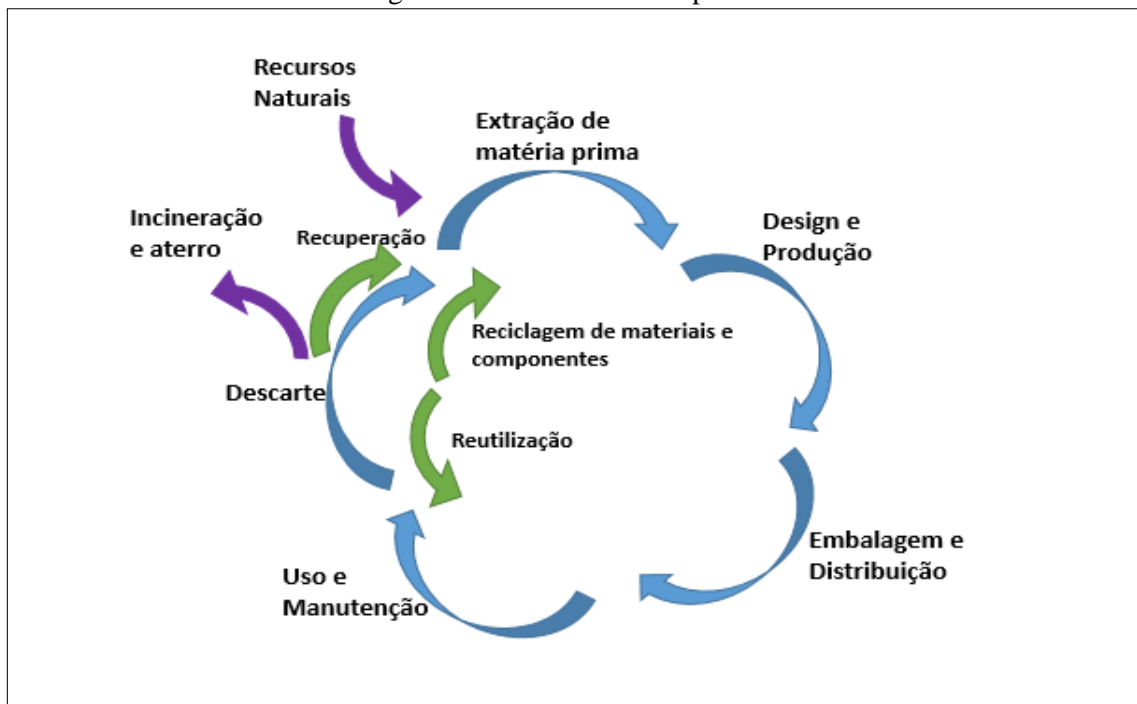 Recursos
Naturais
Extração de
matéria prima
Design e
Produção
Incineração
e aterro
Recuperação
Reciclagem de materiais e
componentes
Descarte
Reutilização
Embalagem e
Distribuição
Uso e
Manutenção